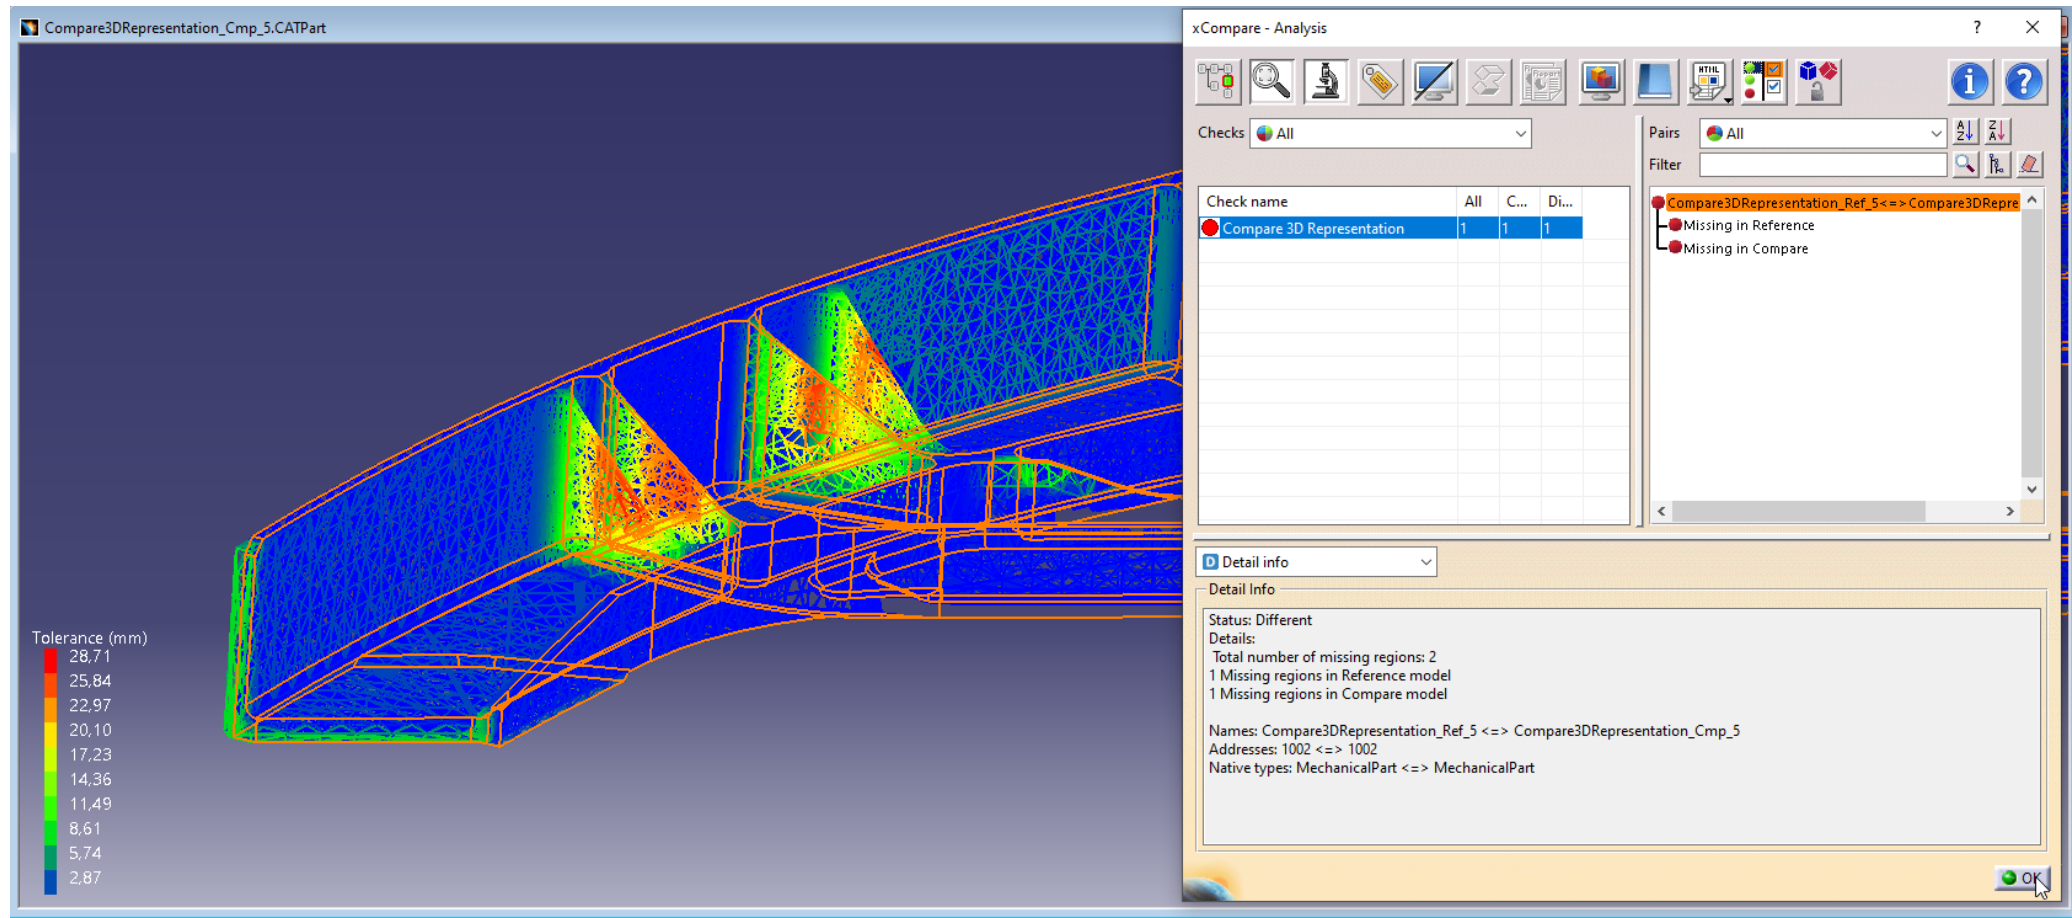 Compare3DRepresentation_Cmp_5.CATPart
Tolerance (mm)
28,71
25,84
22,97
20,10
17,23
14,36
11,49
8,61
5,74
2,87
xCompare - Analysis
?
HTML
Report
i ?
Checks All
Check name All C... Di...
Compare 3D Representation 1 1 1
Pairs All
A Z
Z A
Filter
Compare3DRepresentation_Ref_5<=>Compare3DRepre
Missing in Reference
Missing in Compare
D Detail info
Detail Info
Status: Different
Details:
Total number of missing regions: 2
1 Missing regions in Reference model
1 Missing regions in Compare model
Names: Compare3DRepresentation_Ref_5 <=> Compare3DRepresentation_Cmp_5
Addresses: 1002 <=> 1002
Native types: MechanicalPart <=> MechanicalPart
OK